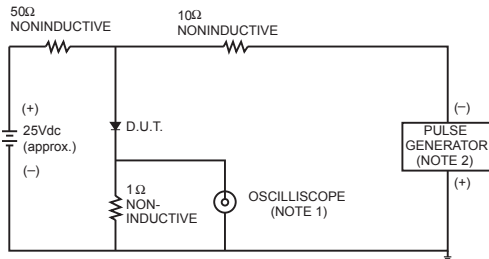 50Ω
NONINDUCTIVE
10Ω
NONINDUCTIVE
(+)
25Vdc
(approx.)
(–)
D.U.T.
1Ω
NON-
INDUCTIVE
OSCILLISCOPE
(NOTE 1)
(–)
PULSE
GENERATOR
(NOTE 2)
(+)